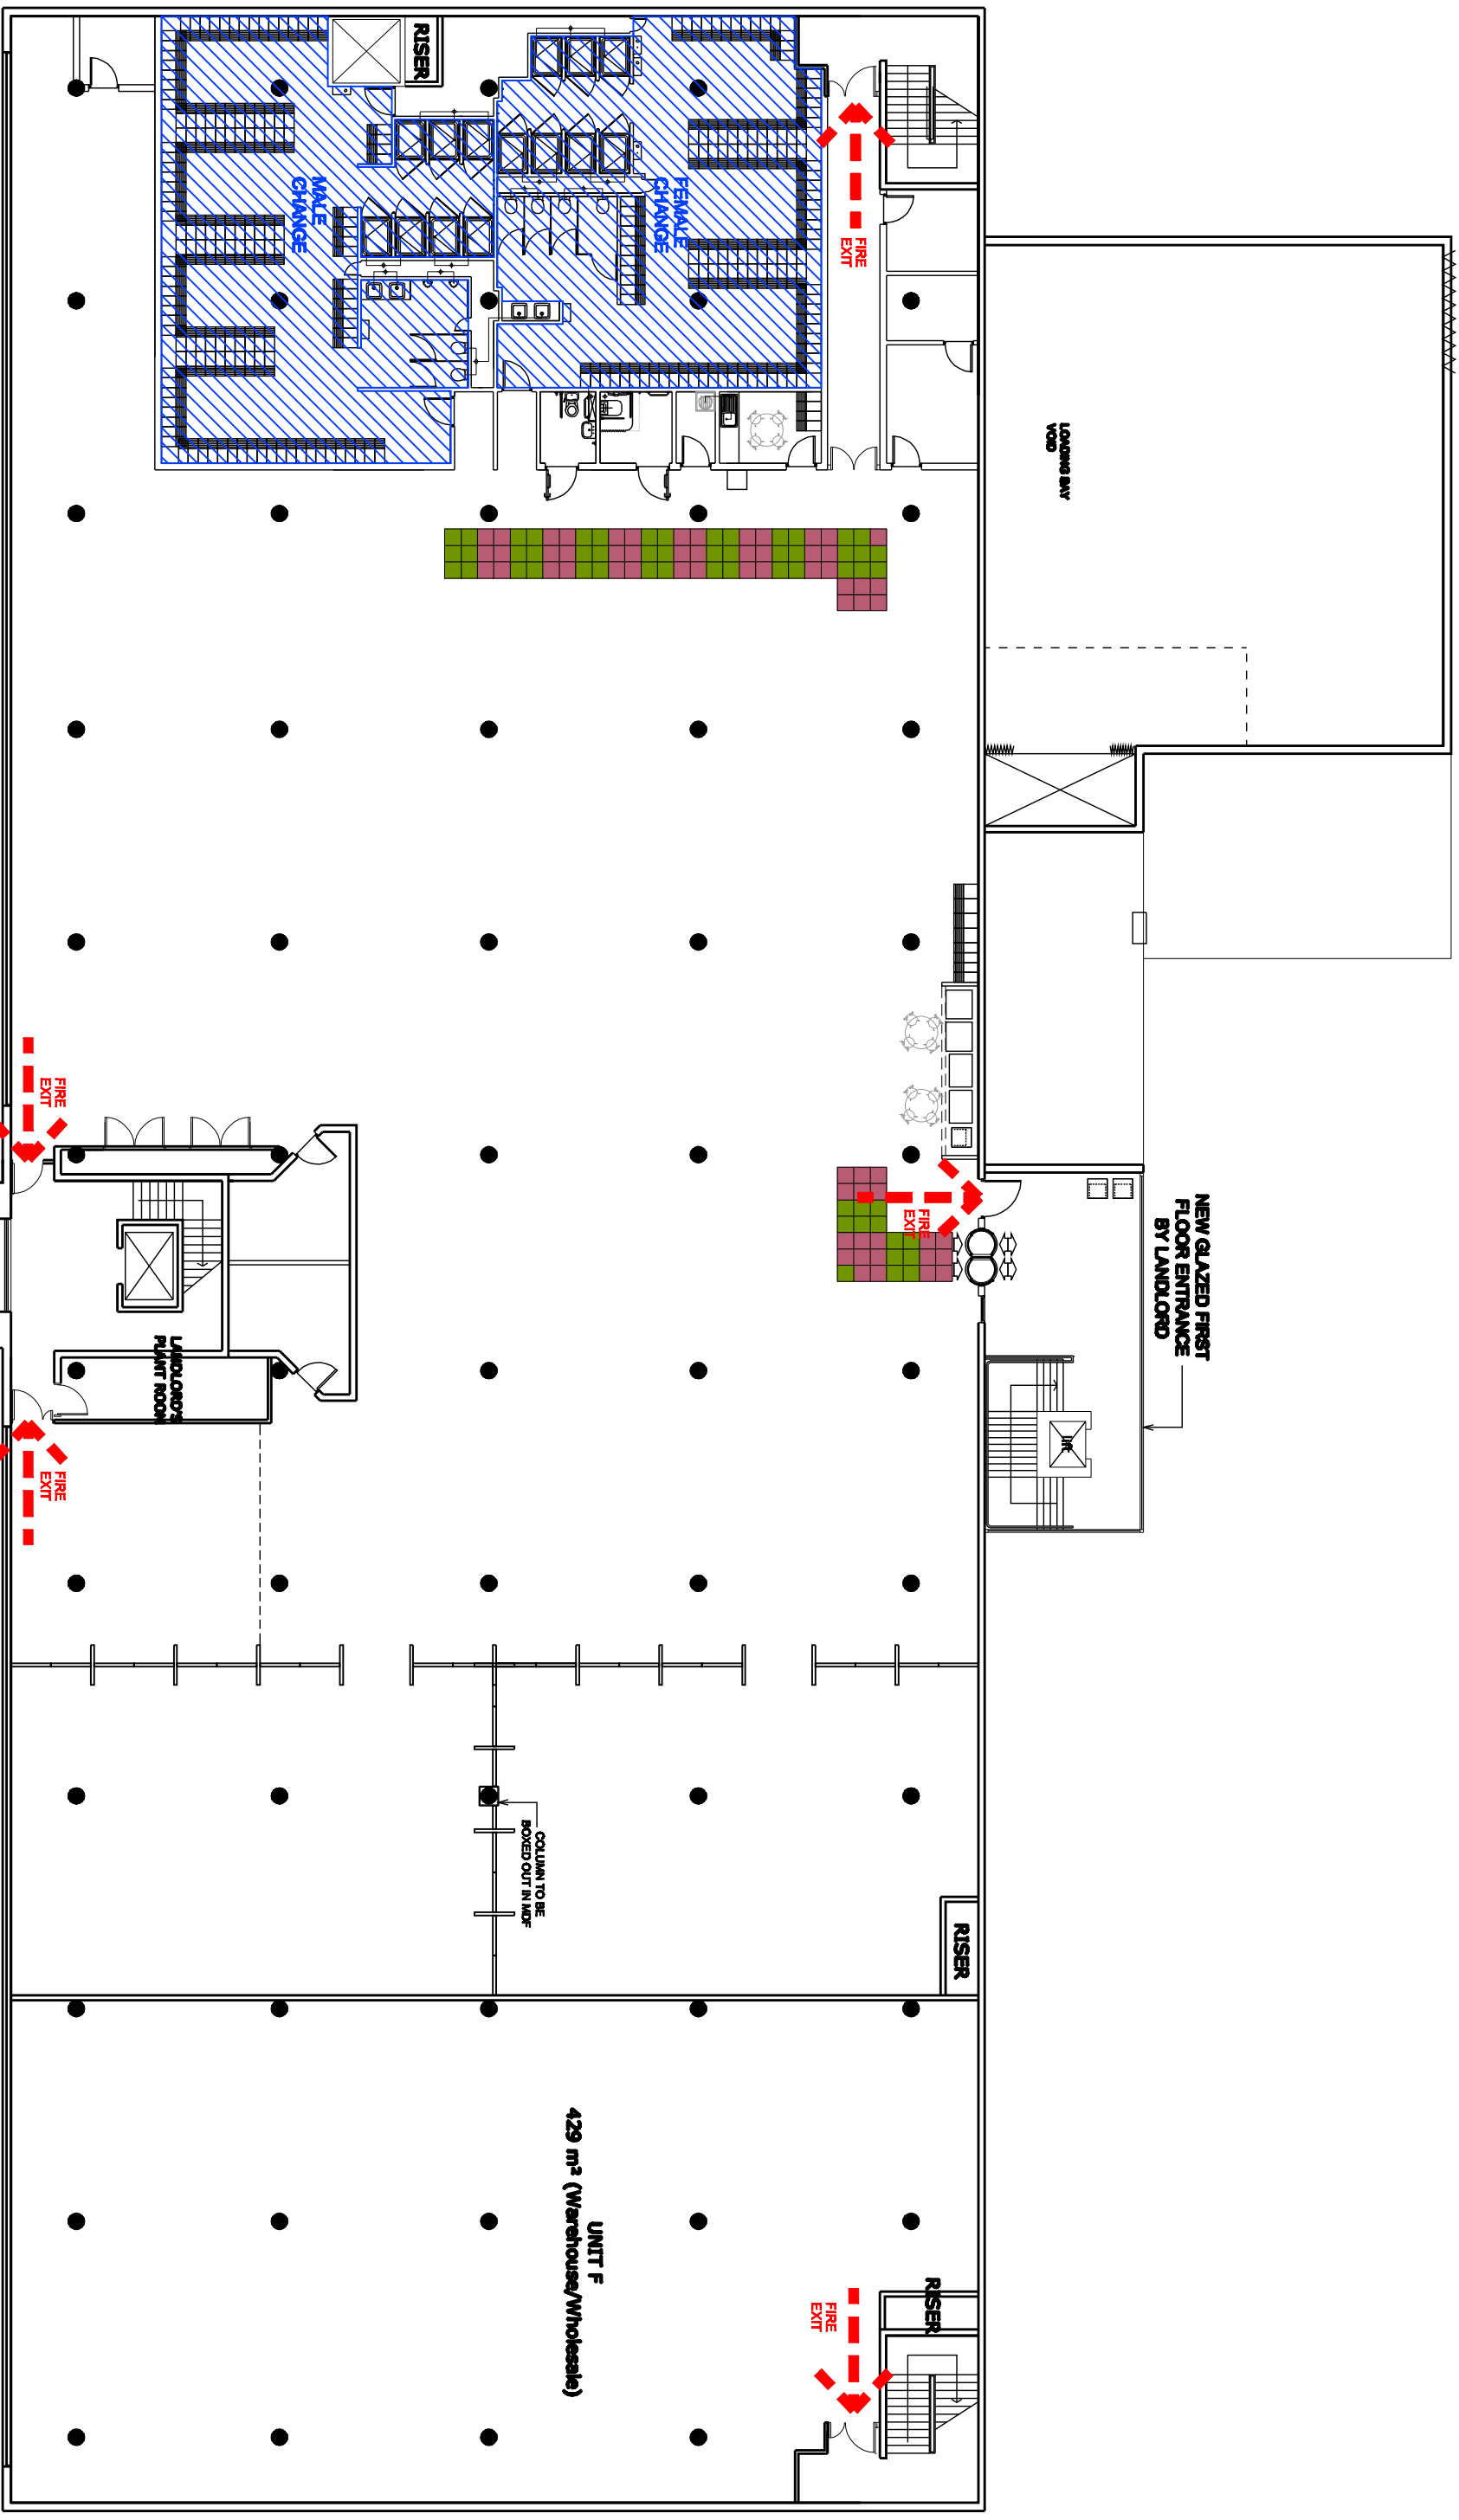 RISER
MALE
CHANGE
FEMALE
CHANGE
FIRE
EXIT
LOADING BAY
VOID
FIRE
EXIT
FIRE
EXIT
NEW GLAZED FIRST
FLOOR ENTRANCE
BY LANDLORD
LANDLORD'S
PLANT ROOM
lift
FIRE
EXIT
COLUMN TO BE
BOXED OUT IN MDF
RISER
UNIT F
429 m² (Warehouse/Wholesale)
RISER
FIRE
EXIT